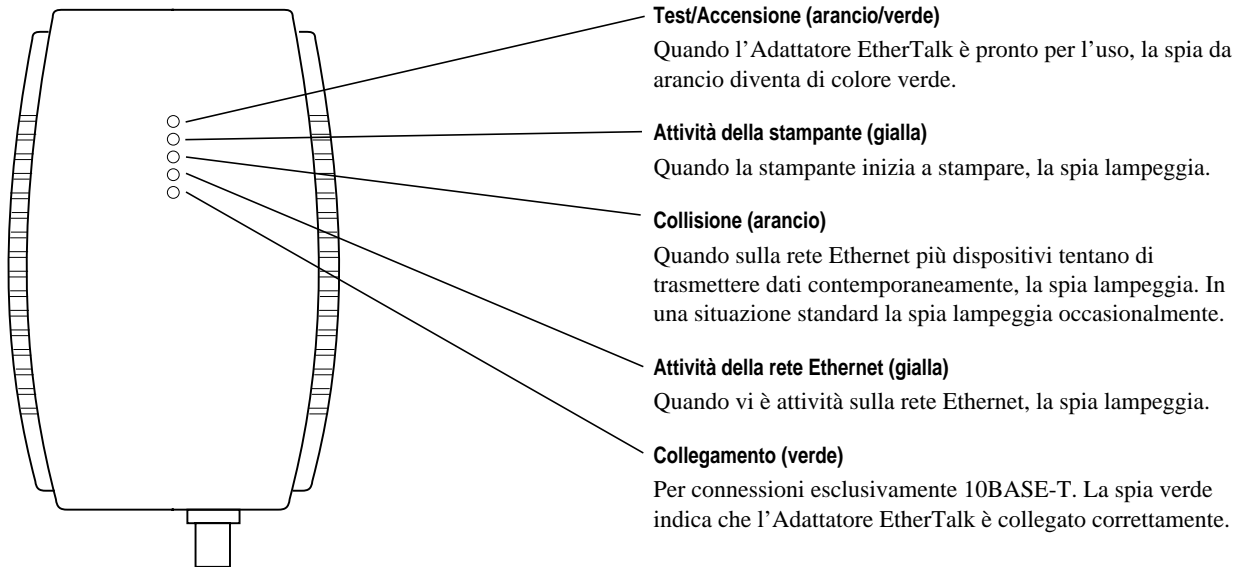 Test/Accensione (arancio/verde)
Quando l’Adattatore EtherTalk è pronto per l’uso, la spia da
arancio diventa di colore verde.
Attività della stampante (gialla)
Quando la stampante inizia a stampare, la spia lampeggia.
Collisione (arancio)
Quando sulla rete Ethernet più dispositivi tentano di
trasmettere dati contemporaneamente, la spia lampeggia. In
una situazione standard la spia lampeggia occasionalmente.
Attività della rete Ethernet (gialla)
Quando vi è attività sulla rete Ethernet, la spia lampeggia.
Collegamento (verde)
Per connessioni esclusivamente 10BASE-T. La spia verde
indica che l’Adattatore EtherTalk è collegato correttamente.